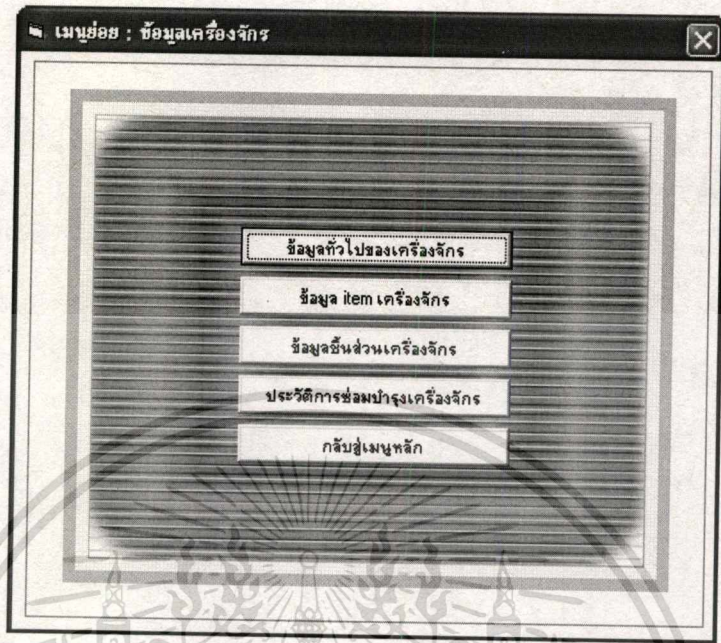 เมนูย่อย : ข้อมูลเครื่องจักร
ข้อมูลทั่วไปของเครื่องจักร
ข้อมูล item เครื่องจักร
ข้อมูลชิ้นส่วนเครื่องจักร
ประวัติการซ่อมบำรุงเครื่องจักร
กลับสู่เมนูหลัก